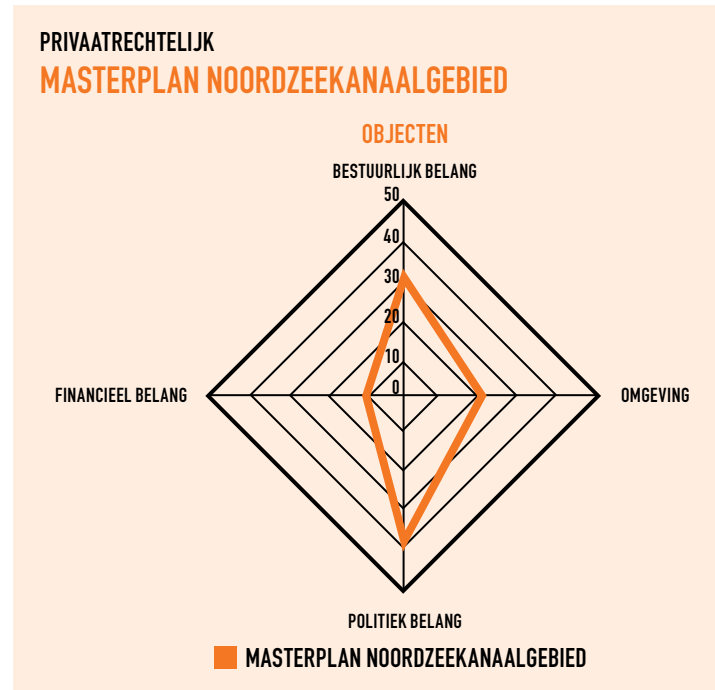 PRIVAATRECHTELIJK
MASTERPLAN NOORDZEEKANAALGEBIED
OBJECTEN
BESTUURLIJK BELANG
50
40
30
20
10
0
FINANCIEEL BELANG
OMGEVING
POLITIEK BELANG
MASTERPLAN NOORDZEEKANAALGEBIED